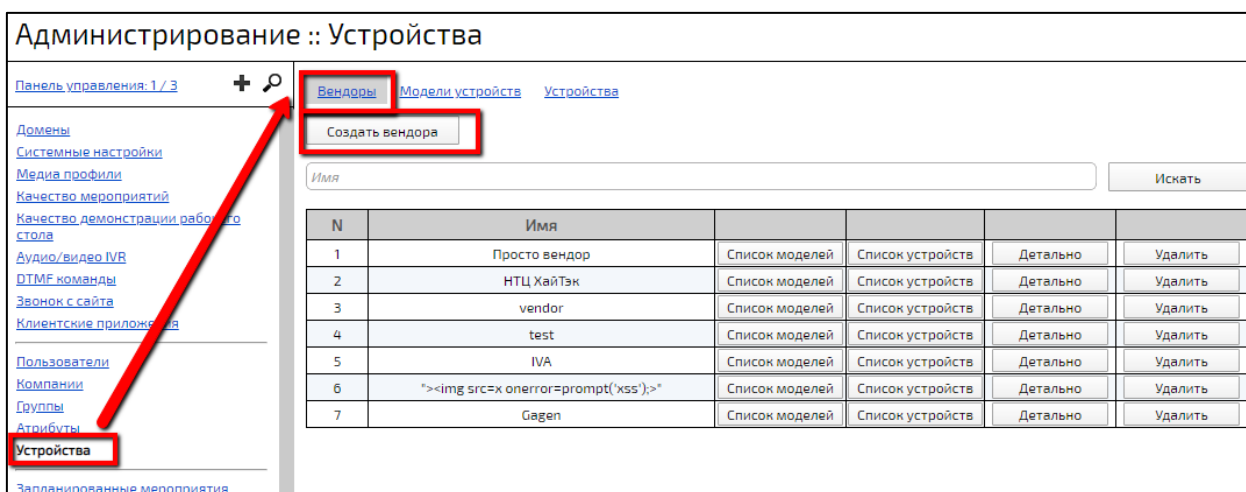 Администрирование :: Устройства
Панель управления: 1 / 3
Домены
Системные настройки
Медиа профили
Качество мероприятий
Качество демонстрации рабочего
стола
Аудио/видео IVR
DTMF команды
Звонок с сайта
Клиентские приложения
Пользователи
Компании
Группы
Атрибуты
Устройства
Запланированные мероприятия
Вендоры Модели устройств Устройства
Создать вендора
Имя Искать
N Имя
1 Просто вендор Список моделей Список устройств Детально Удалить
2 НТЦ ХайТэк Список моделей Список устройств Детально Удалить
3 vendor Список моделей Список устройств Детально Удалить
4 test Список моделей Список устройств Детально Удалить
5 IVA Список моделей Список устройств Детально Удалить
6 "><img src=x onerror=prompt('xss');>" Список моделей Список устройств Детально Удалить
7 Gagen Список моделей Список устройств Детально Удалить